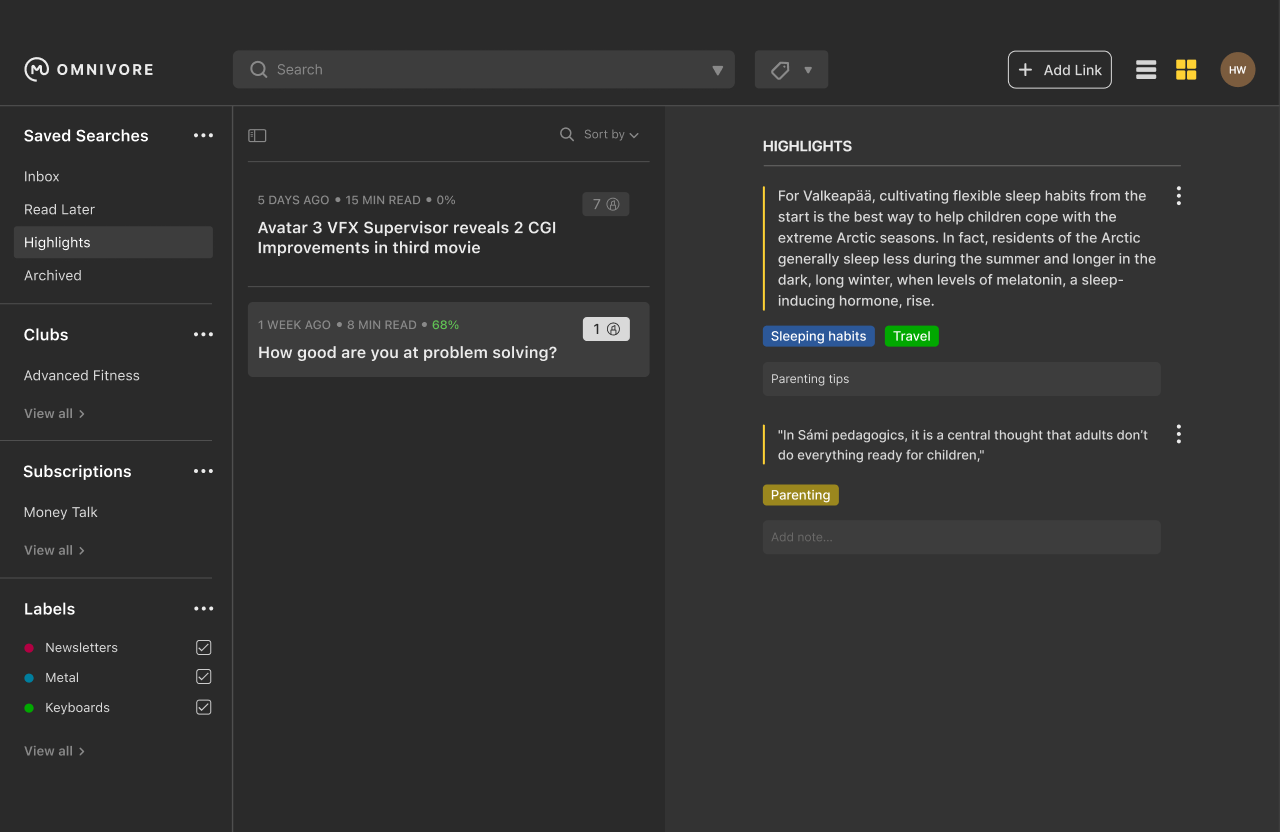 OMNIVORE
Search
Add Link
HW
Saved Searches
Inbox
Read Later
Highlights
Archived
Clubs
Advanced Fitness
View all
Subscriptions
Money Talk
View all
Labels
Newsletters
Metal
Keyboards
View all
Sort by
5 DAYS AGO • 15 MIN READ • 0%
7
Avatar 3 VFX Supervisor reveals 2 CGI
Improvements in third movie
1 WEEK AGO • 8 MIN READ • 68%
1
How good are you at problem solving?
HIGHLIGHTS
For Valkeapää, cultivating flexible sleep habits from the
start is the best way to help children cope with the
extreme Arctic seasons. In fact, residents of the Arctic
generally sleep less during the summer and longer in the
dark, long winter, when levels of melatonin, a sleep-
inducing hormone, rise.
Sleeping habits Travel
Parenting tips
"In Sámi pedagogics, it is a central thought that adults don’t
do everything ready for children,"
Parenting
Add note...